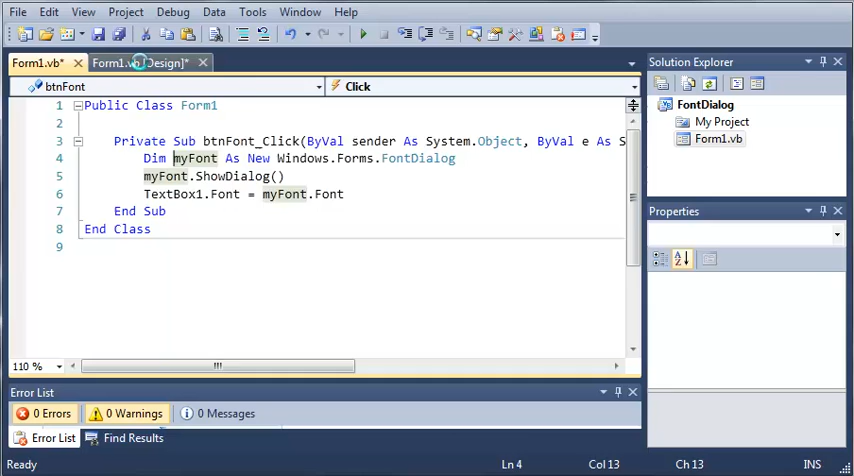 File Edit View Project Debug Data Tools Window Help
Form1.vb* Form1.vb [Design]*
btnFont Click
1 Public Class Form1
2
3 Private Sub btnFont_Click(ByVal sender As System.Object, ByVal e As S
4 Dim myFont As New Windows.Forms.FontDialog
5 myFont.ShowDialog()
6 TextBox1.Font = myFont.Font
7 End Sub
8 End Class
9
110 %
Error List
0 Errors 0 Warnings 0 Messages
Error List Find Results
Ln 4 Col 13 Ch 13 INS
Solution Explorer
FontDialog
My Project
Form1.vb
Properties